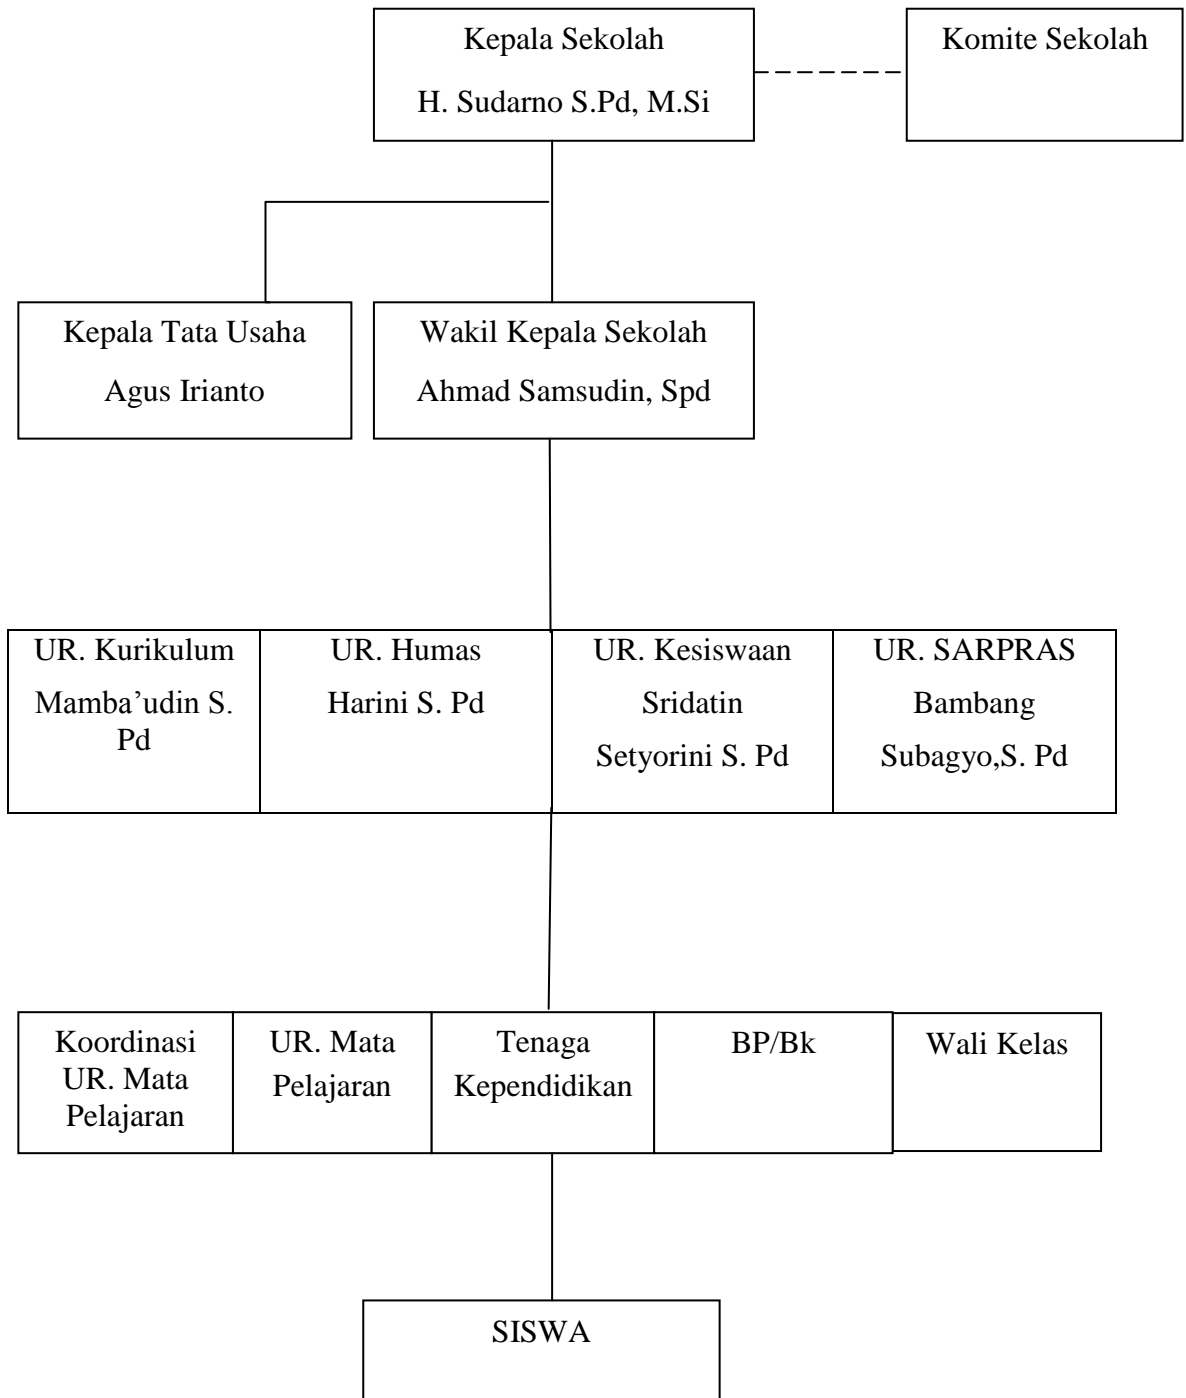 Kepala Sekolah
H. Sudarno S.Pd, M.Si
Komite Sekolah
Kepala Tata Usaha
Agus Irianto
Wakil Kepala Sekolah
Ahmad Samsudin, Spd
UR. Kurikulum
Mamba’udin S.
Pd
UR. Humas
Harini S. Pd
UR. Kesiswaan
Sridatin
Setyorini S. Pd
UR. SARPRAS
Bambang
Subagyo,S. Pd
Koordinasi
UR. Mata
Pelajaran
UR. Mata
Pelajaran
Tenaga
Kependidikan
BP/Bk
Wali Kelas
SISWA